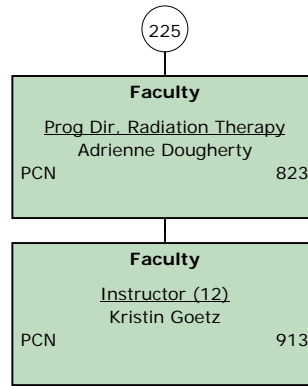 225
Faculty
Prog Dir, Radiation Therapy
Adrienne Dougherty
PCN 823
Faculty
Instructor (12)
Kristin Goetz
PCN 913